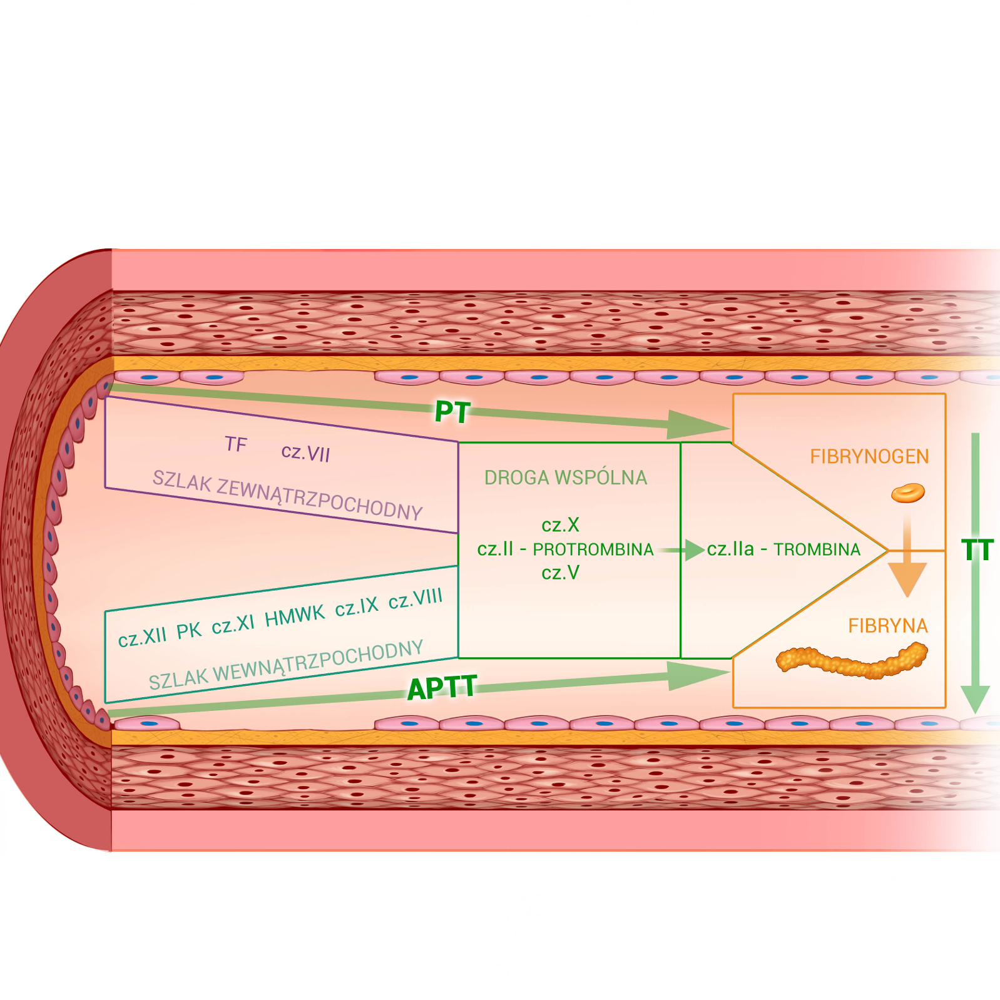 PT
TF cz.VII
SZLAK ZEWNĄTRZPOCHODNY
DROGA WSPÓLNA
cz.X
cz.II - PROTROMBINA
cz.V
cz.IIa - TROMBINA
FIBRYNOGEN
FIBRYNA
TT
cz.XII PK cz.XI HMWK cz.IX cz.VIII
SZLAK WEWNĄTRZPOCHODNY
APTT